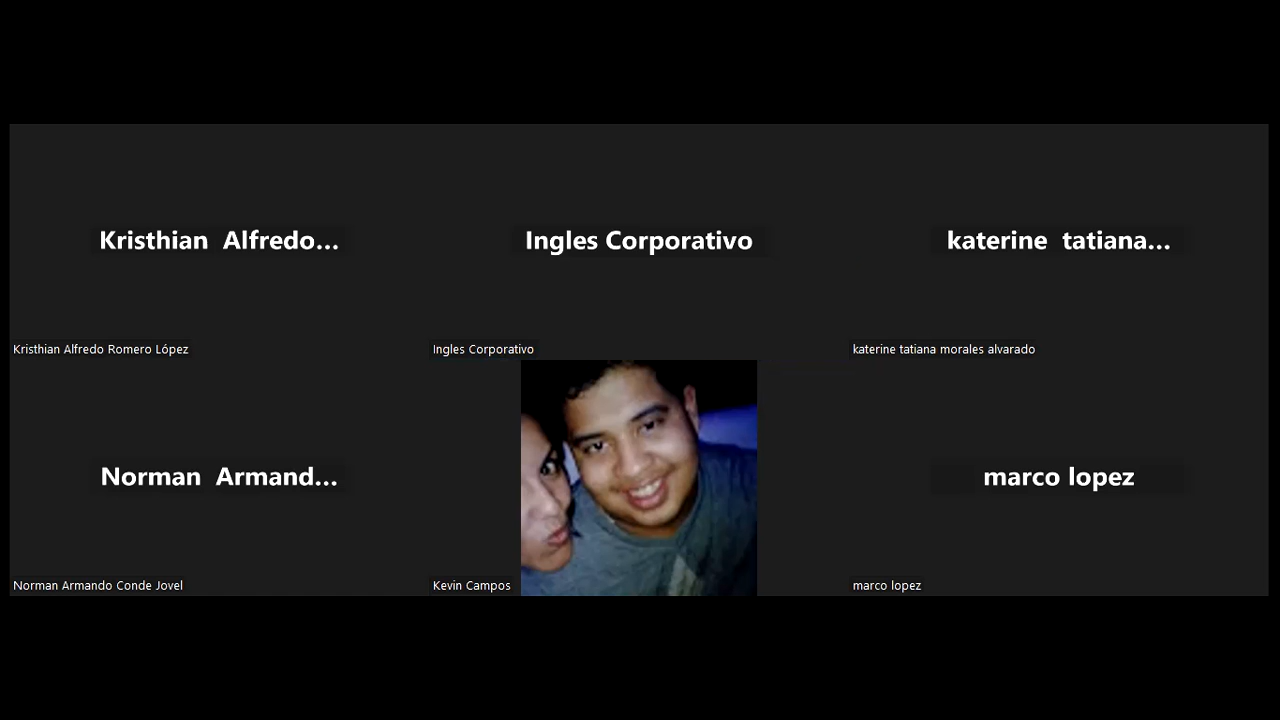 Kristhian Alfredo...
Ingles Corporativo
katerine tatiana...
Kristhian Alfredo Romero López
Ingles Corporativo
katerine tatiana morales alvarado
Norman Armand...
marco lopez
Norman Armando Conde Jovel
Kevin Campos
marco lopez